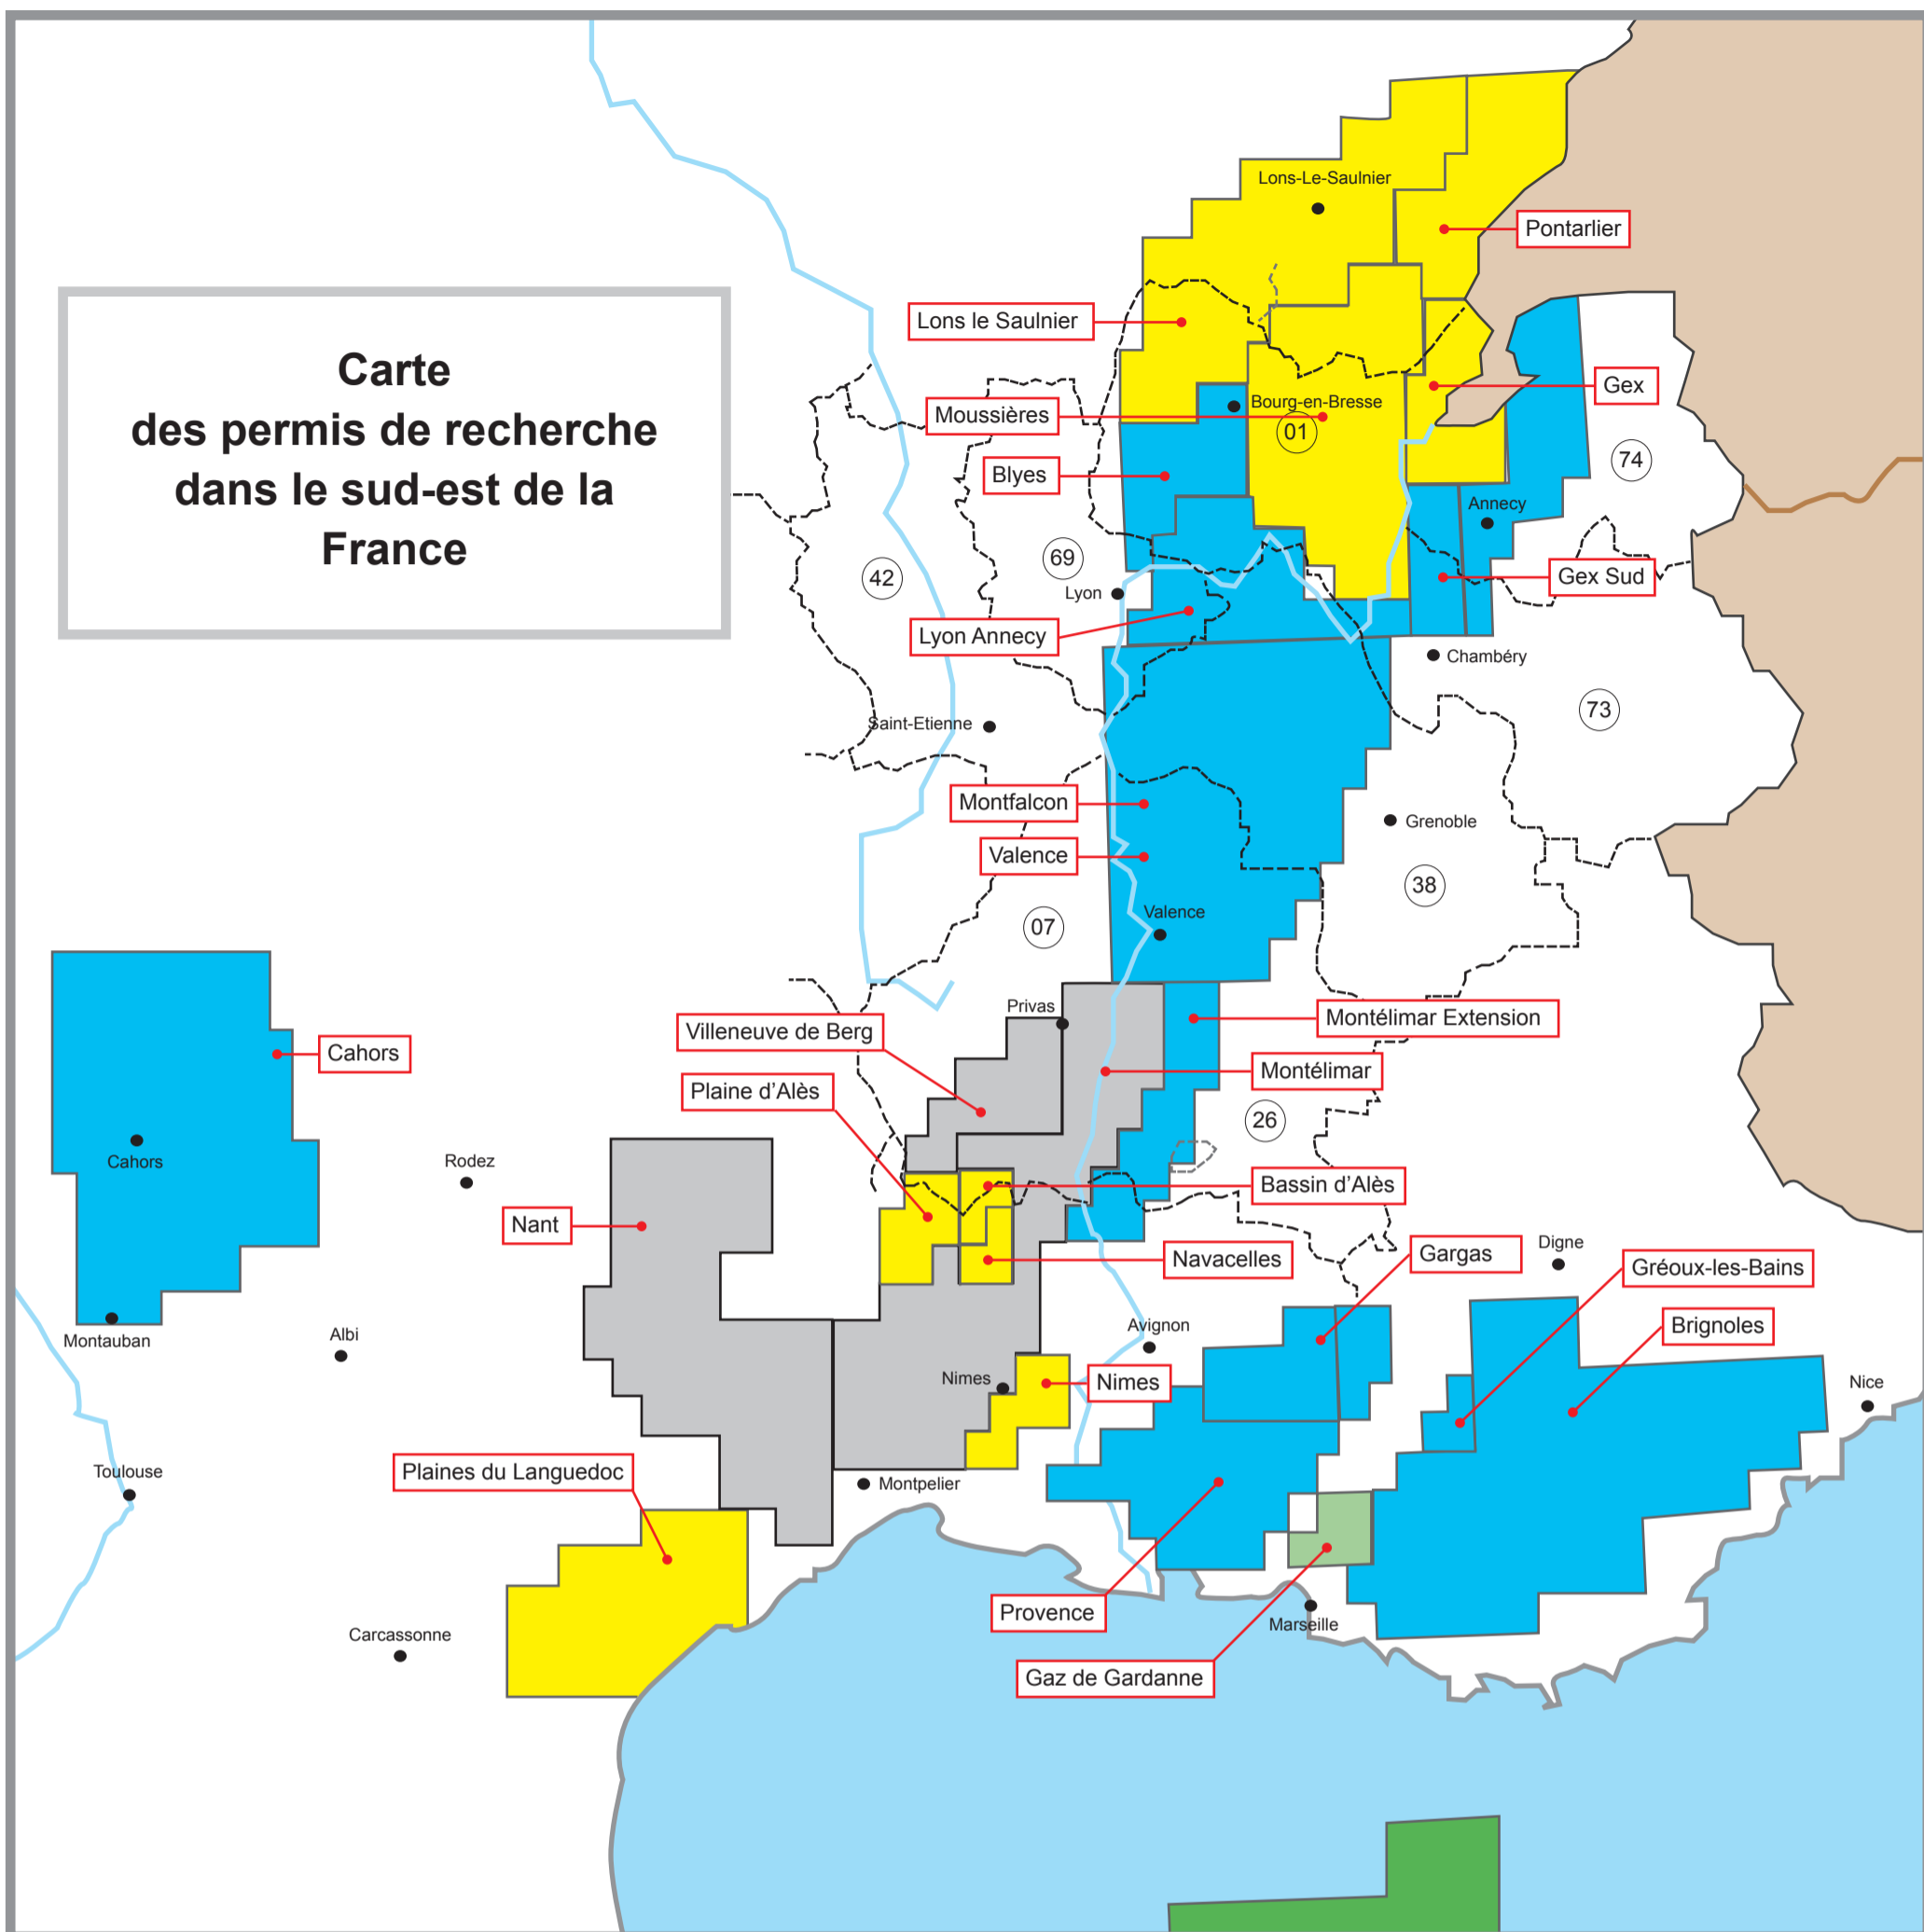 Carte
des permis de recherche
dans le sud-est de la
France
Lons-Le-Saulnier
Pontarlier
Lons le Saulnier
Gex
Bourg-en-Bresse
Moussières
01
74
Blyes
Annecy
69
42
Gex Sud
Lyon
Lyon Annecy
Chambéry
73
Saint-Etienne
Montfalcon
Grenoble
Valence
38
Valence
07
Privas
Montélimar Extension
Villeneuve de Berg
Cahors
Montélimar
Plaine d'Alès
26
Cahors
Rodez
Bassin d'Alès
Nant
Digne
Gargas
Navacelles
Gréoux-les-Bains
Avignon
Brignoles
Albi
Montauban
Nimes
Nimes
Nice
Toulouse
Plaines du Languedoc
Montpelier
Provence
Marseille
Carcassonne
Gaz de Gardanne